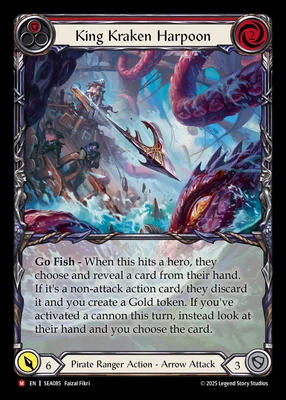 King Kraken Harpoon
Go Fish - When this hits a hero, they
choose and reveal a card from their hand.
If it's a non-attack action card, they discard
it and you create a Gold token. If you've
activated a cannon this turn, instead look at
their hand and you choose the card.
6 Pirate Ranger Action - Arrow Attack 3
M EN | SEA085 Faizal Fikri © 2025 Legend Story Studios